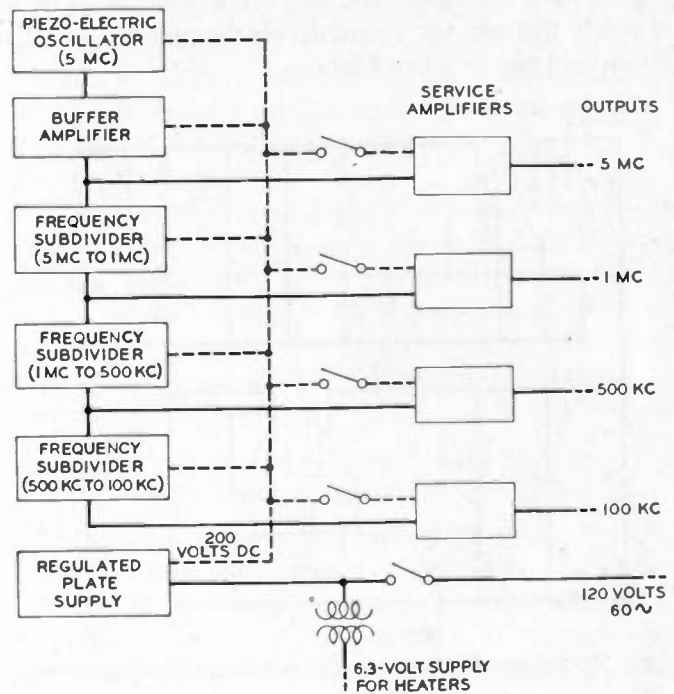 PIEZO-ELECTRIC
OSCILLATOR
(5 MC)
BUFFER
AMPLIFIER
SERVICE
AMPLIFIERS
OUTPUTS
5 MC
FREQUENCY
SUBDIVIDER
(5 MC TO 1 MC)
1 MC
FREQUENCY
SUBDIVIDER
(1 MC TO 500 KC)
500 KC
FREQUENCY
SUBDIVIDER
(500 KC TO 100 KC)
100 KC
200
VOLTS DC
REGULATED
PLATE
SUPPLY
120 VOLTS
60 ~
6.3-VOLT SUPPLY
FOR HEATERS